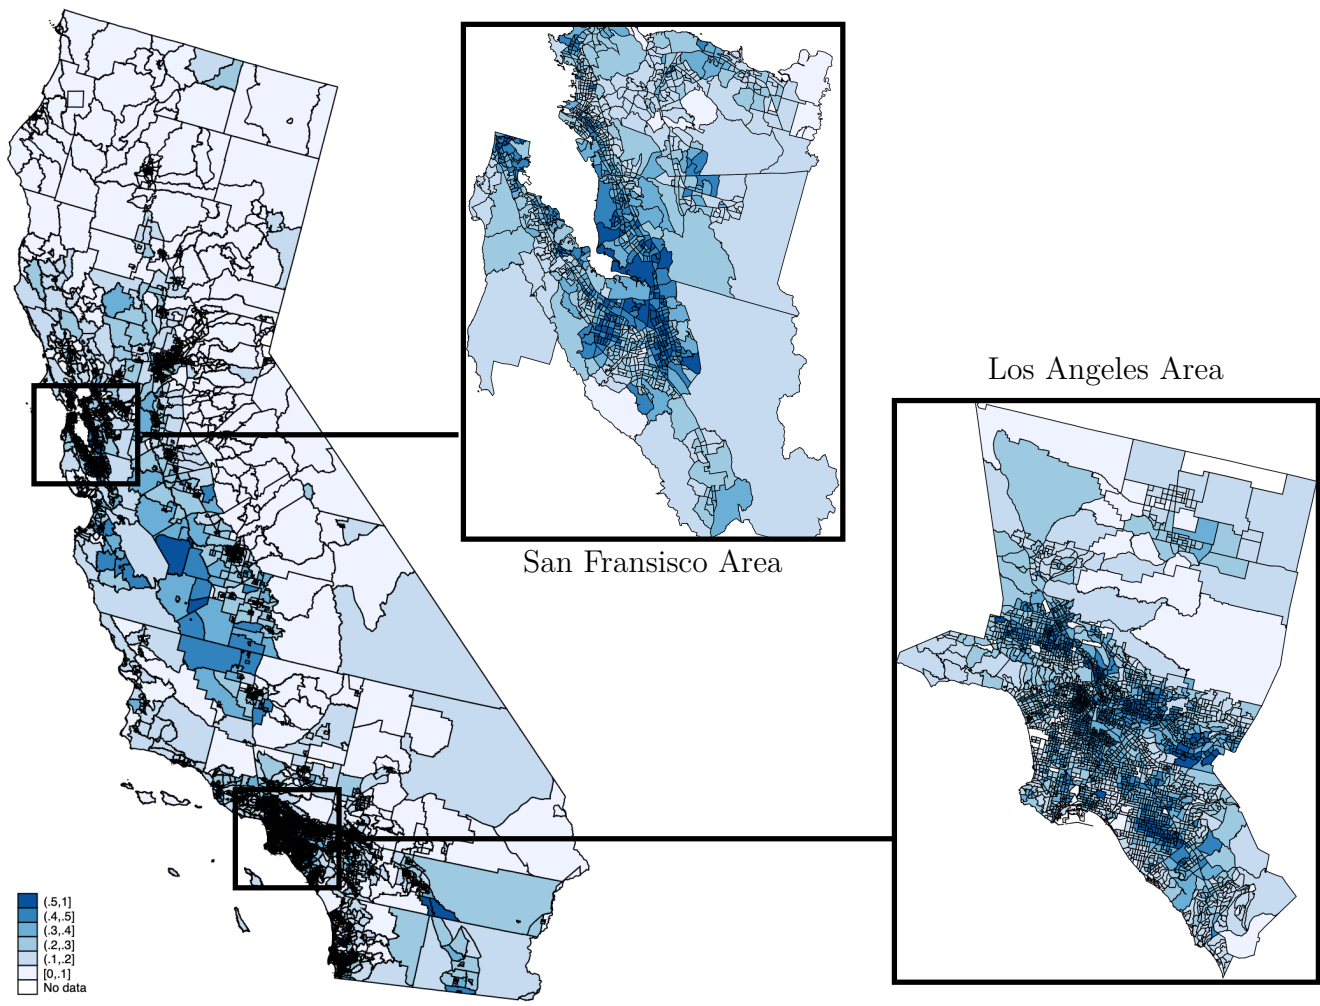 Los Angeles Area
San Fransisco Area
(.5,1]
(.4,.5]
(.3,.4]
(.2,.3]
(.1,.2]
[0,.1]
No data